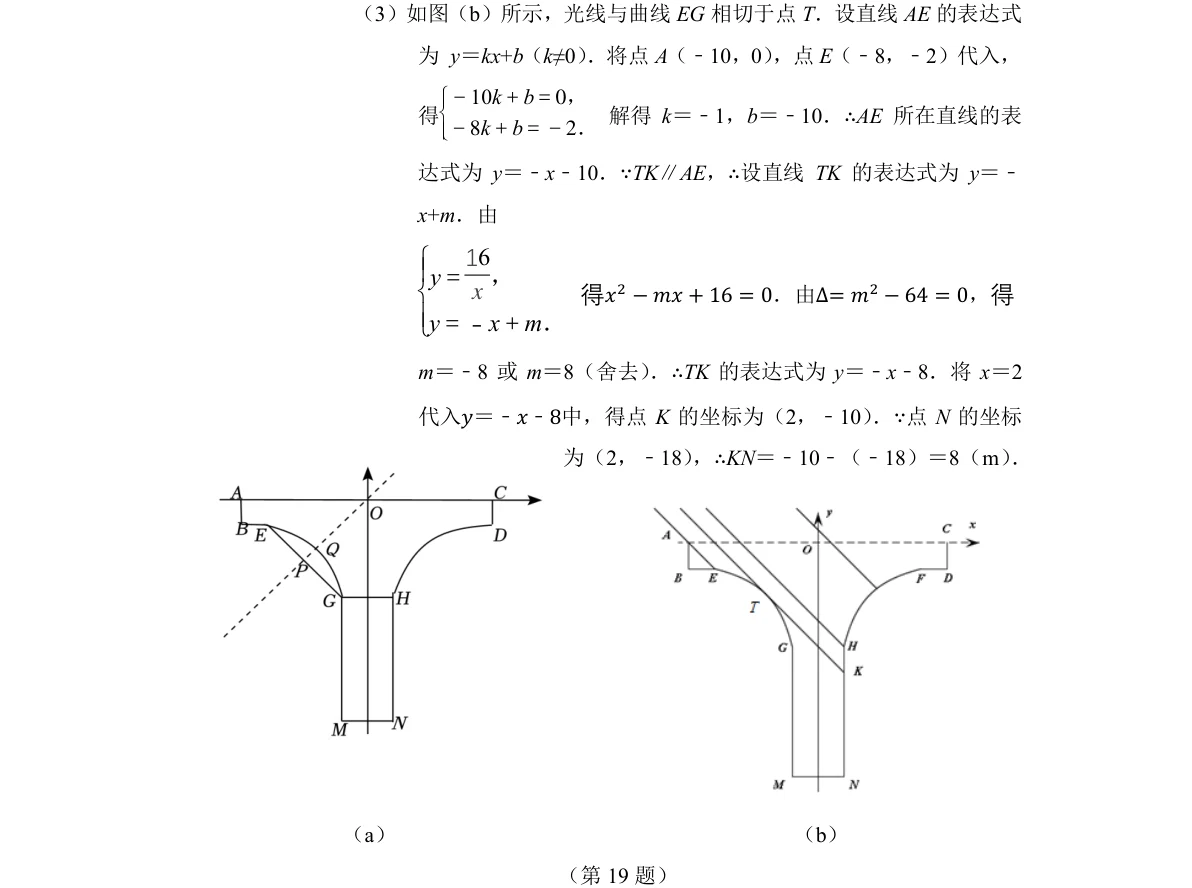 （3）如图（b）所示，光线与曲线 EG 相切于点 T．设直线 AE 的表达式
为 y＝kx+b（k≠0）．将点 A（﹣10，0），点 E（﹣8，﹣2）代入，
得{－10k + b = 0， －8k + b = －2． 解得 k＝﹣1，b＝﹣10．∴AE 所在直线的表
达式为 y＝﹣x﹣10．∵TK∥AE，∴设直线 TK 的表达式为 y＝﹣
x+m．由
{y = 16/x， y = －x + m． 得x² − mx + 16 = 0．由Δ= m² − 64 = 0，得
m＝﹣8 或 m＝8（舍去）．∴TK 的表达式为 y＝﹣x﹣8．将 x＝2
代入y＝﹣x﹣8中，得点 K 的坐标为（2，﹣10）．∵点 N 的坐标
为（2，﹣18），∴KN＝﹣10﹣（﹣18）＝8（m）．
A O C
B E Q D
P
G H
M N
（a）
y
A O C x
B E F D
T
G H
K
M N
（b）
（第 19 题）